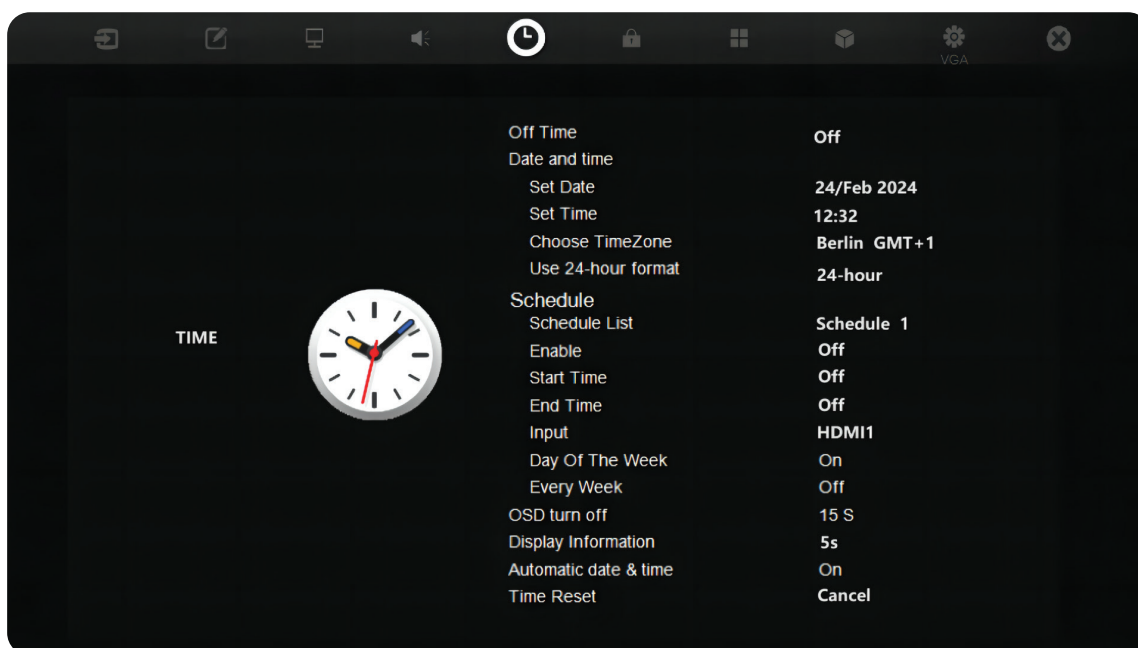 VGA
Off Time Off
Date and time
Set Date 24/Feb 2024
Set Time 12:32
Choose TimeZone Berlin GMT+1
Use 24-hour format 24-hour
Schedule
Schedule List Schedule 1
TIME
Enable Off
Start Time Off
End Time Off
Input HDMI1
Day Of The Week On
Every Week Off
OSD turn off 15 S
Display Information 5s
Automatic date & time On
Time Reset Cancel